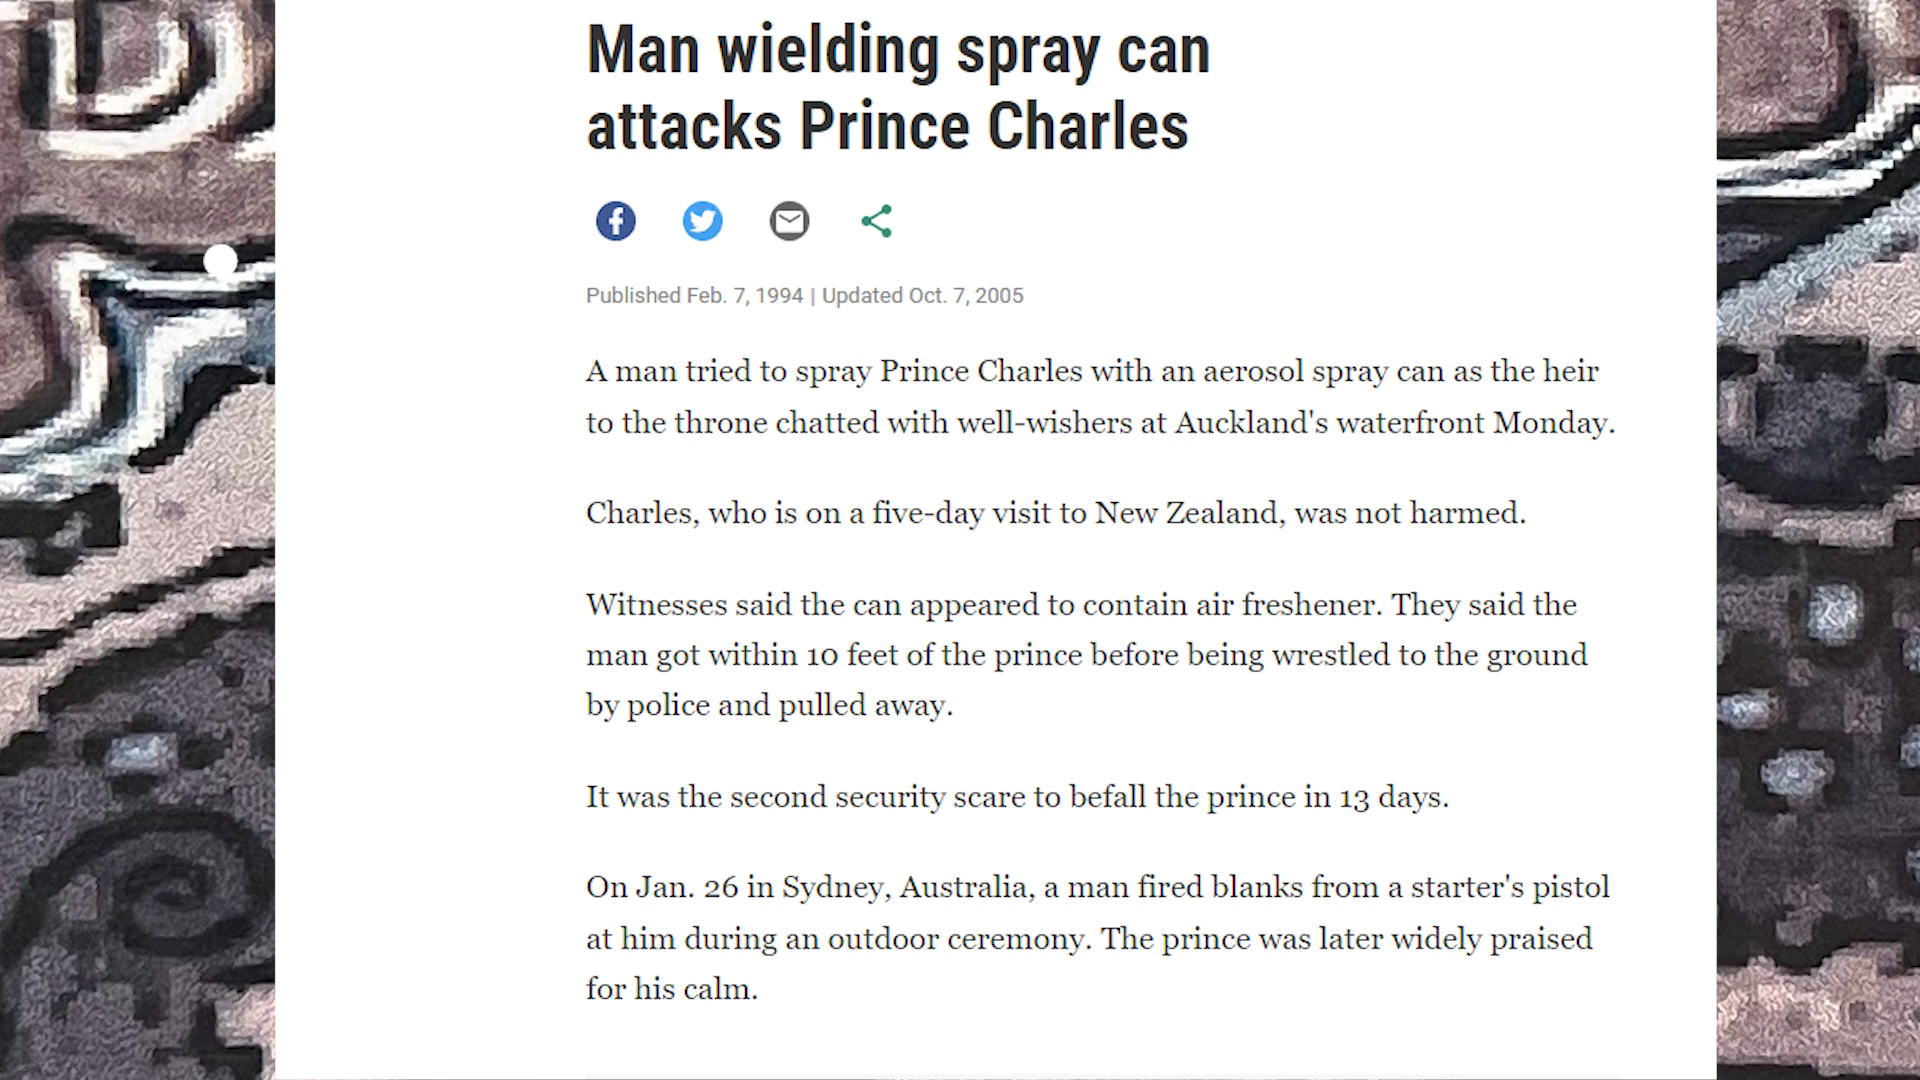 Man wielding spray can
attacks Prince Charles
Published Feb. 7, 1994 | Updated Oct. 7, 2005
A man tried to spray Prince Charles with an aerosol spray can as the heir
to the throne chatted with well-wishers at Auckland's waterfront Monday.
Charles, who is on a five-day visit to New Zealand, was not harmed.
Witnesses said the can appeared to contain air freshener. They said the
man got within 10 feet of the prince before being wrestled to the ground
by police and pulled away.
It was the second security scare to befall the prince in 13 days.
On Jan. 26 in Sydney, Australia, a man fired blanks from a starter's pistol
at him during an outdoor ceremony. The prince was later widely praised
for his calm.